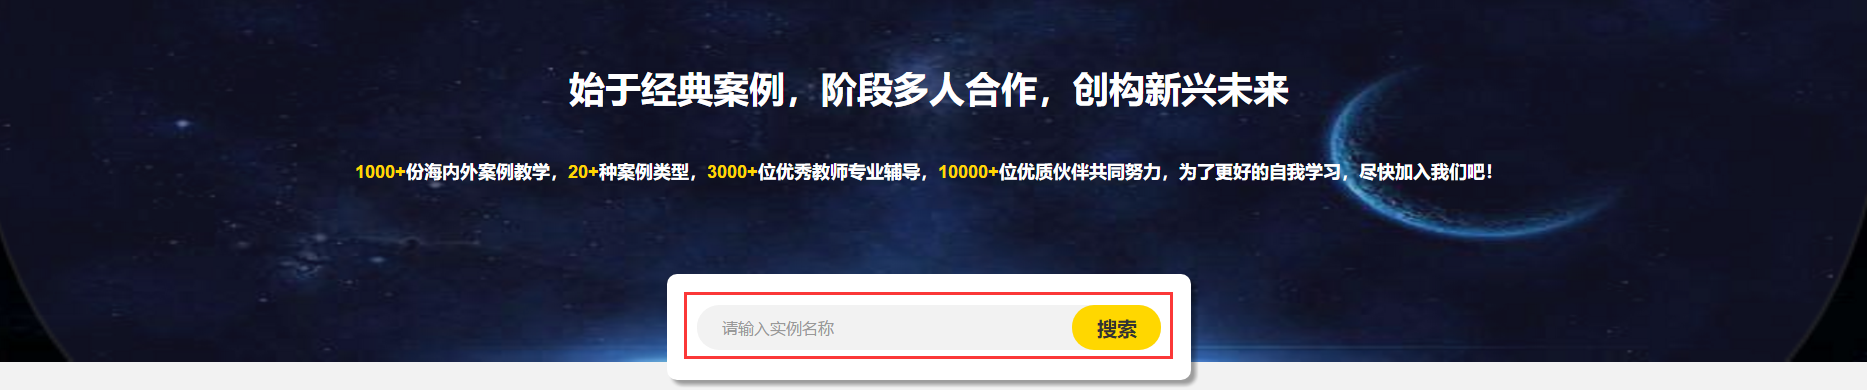 始于经典案例，阶段多人合作，创构新兴未来
1000+份海内外案例教学，20+种案例类型，3000+位优秀教师专业辅导，10000+位优质伙伴共同努力，为了更好的自我学习，尽快加入我们吧！
请输入实例名称 搜索